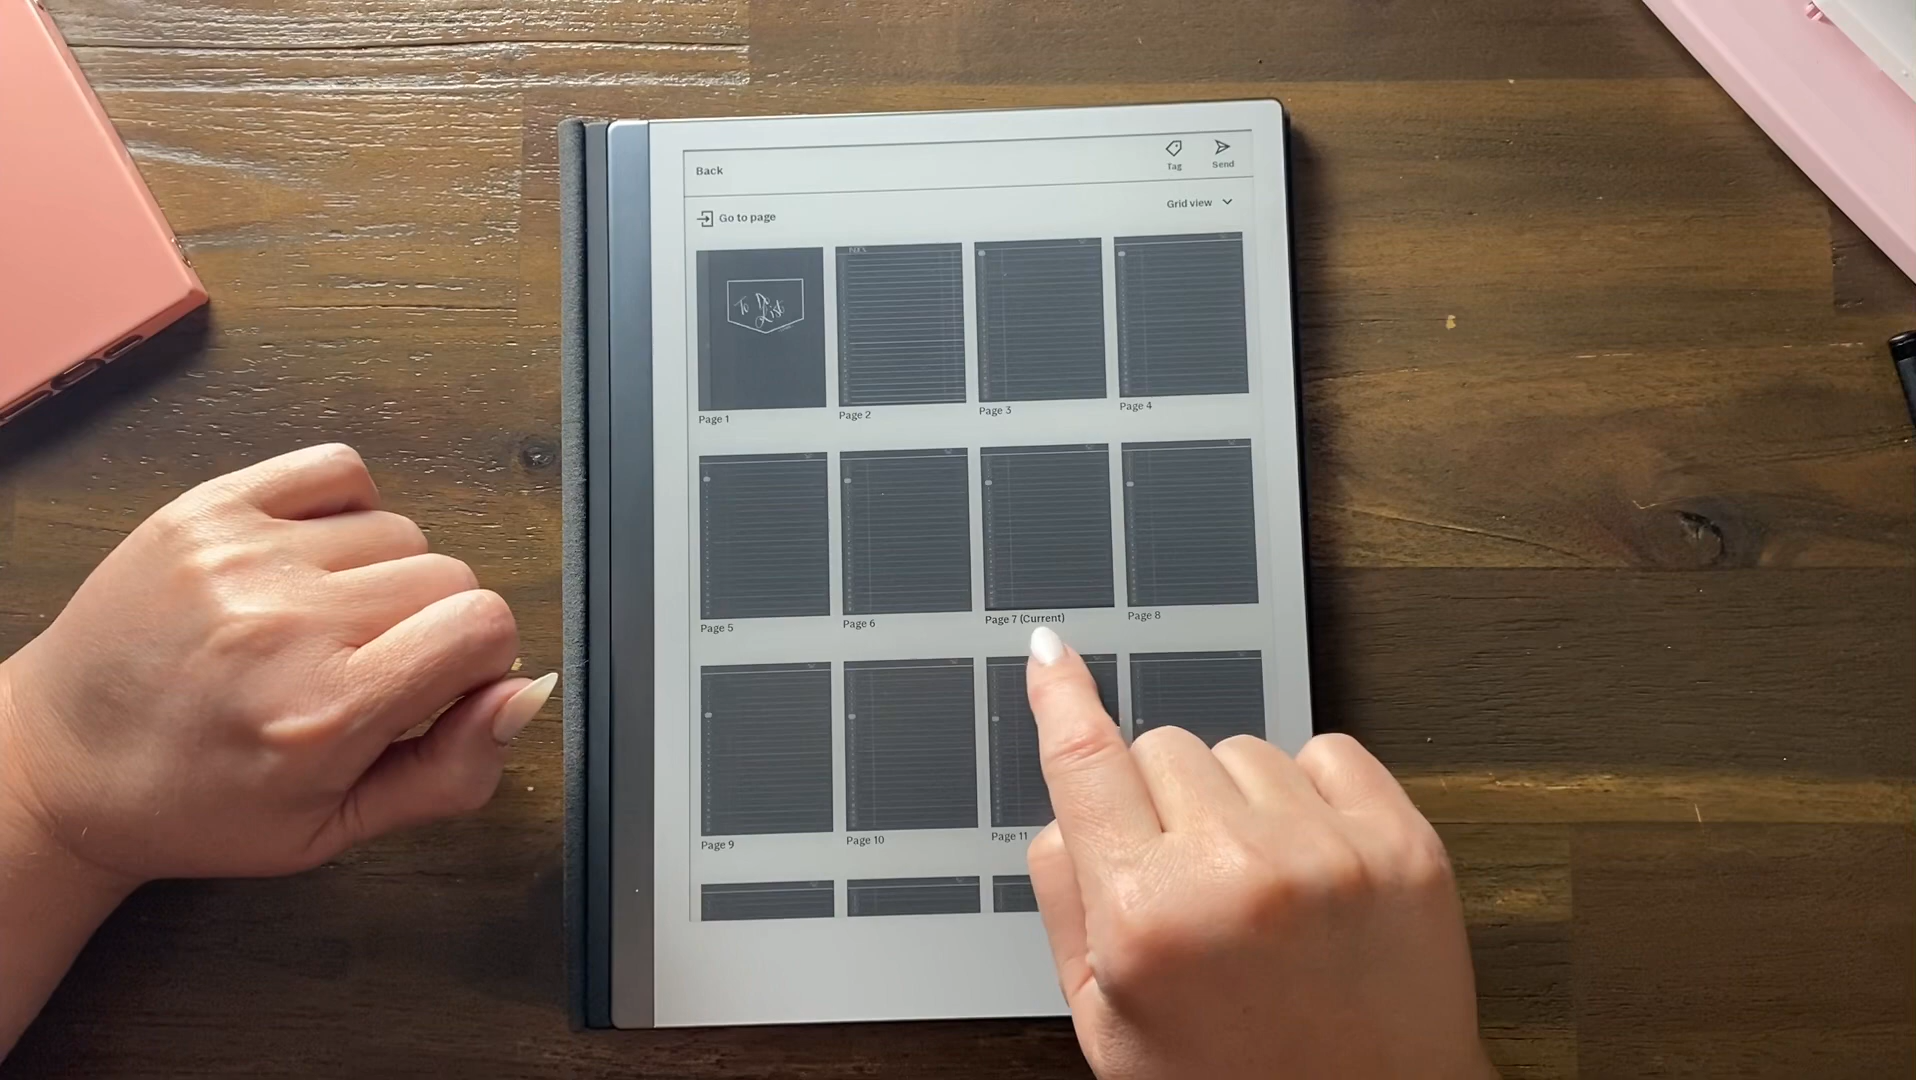 Back
Tag
Send
Go to page
Grid view
To Do
List
Page 1
Page 2
Page 3
Page 4
Page 5
Page 6
Page 7 (Current)
Page 8
Page 9
Page 10
Page 11